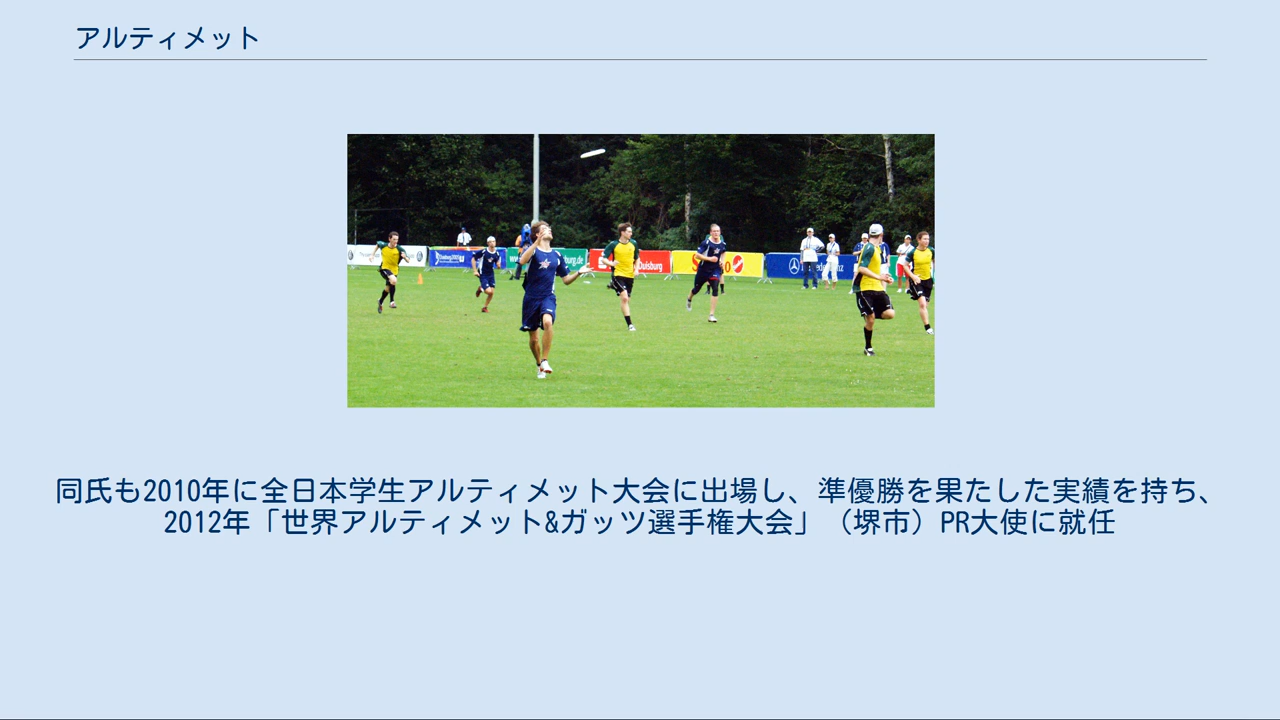 アルティメット
Duisburg.de
Duisburg
同氏も2010年に全日本学生アルティメット大会に出場し、準優勝を果たした実績を持ち、
2012年「世界アルティメット&ガッツ選手権大会」（堺市）PR大使に就任